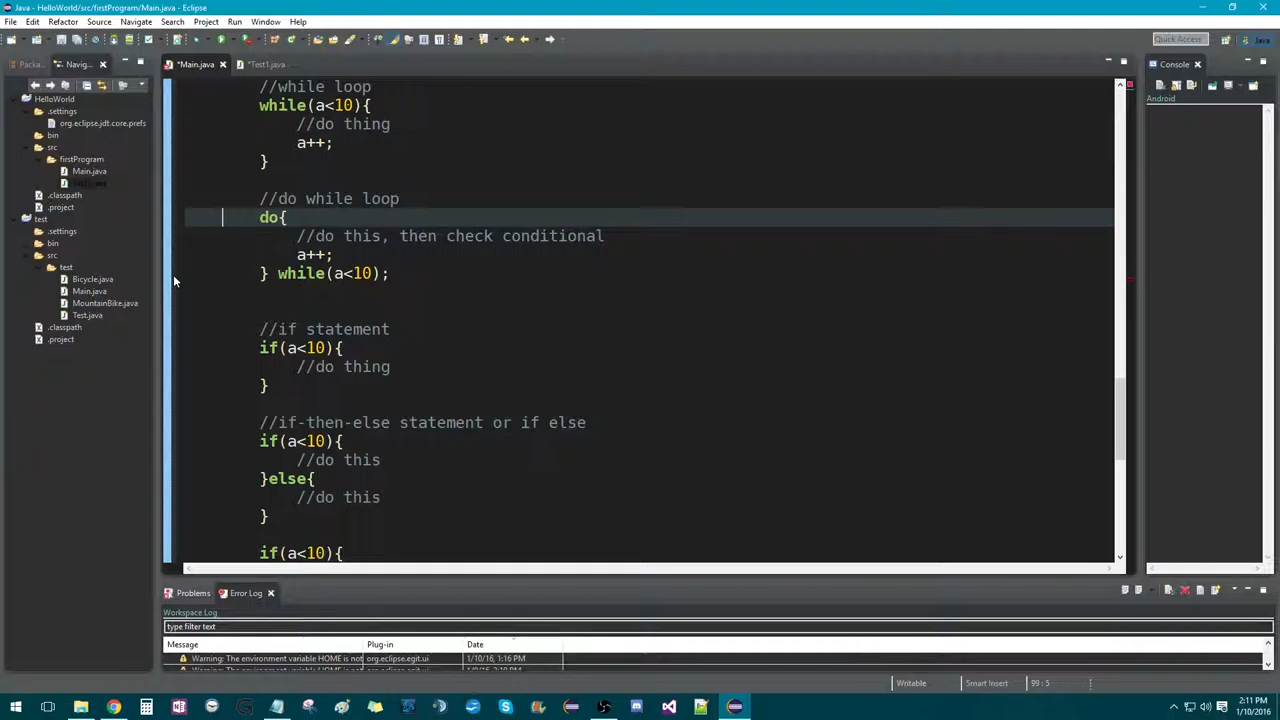 Java - HelloWorld/src/firstProgram/Main.java - Eclipse
File Edit Refactor Source Navigate Search Project Run Window Help
Quick Access
Java
Packa...
Navig...
HelloWorld
.settings
org.eclipse.jdt.core.prefs
bin
src
firstProgram
Main.java
.classpath
.project
test
.settings
bin
src
test
Bicycle.java
Main.java
MountainBike.java
Test.java
.classpath
.project
*Main.java
*Test1.java
//while loop
while(a<10){
//do thing
a++;
}
//do while loop
do{
//do this, then check conditional
a++;
} while(a<10);
//if statement
if(a<10){
//do thing
}
//if-then-else statement or if else
if(a<10){
//do this
}else{
//do this
}
if(a<10){
Console
Android
Problems
Error Log
Workspace Log
type filter text
Message Plug-in Date
Warning: The environment variable HOME is not org.eclipse.egit.ui 1/10/16, 1:16 PM
Writable Smart Insert 99 : 5
2:11 PM
1/10/2016